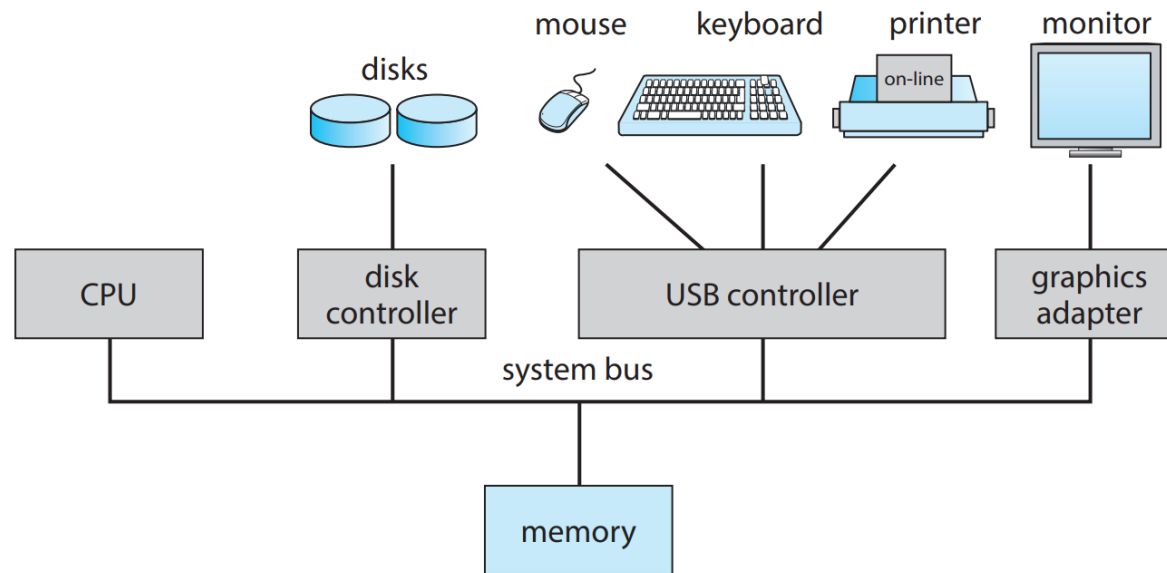 mouse
keyboard
printer
monitor
disks
on-line
CPU
disk
controller
USB controller
graphics
adapter
system bus
memory